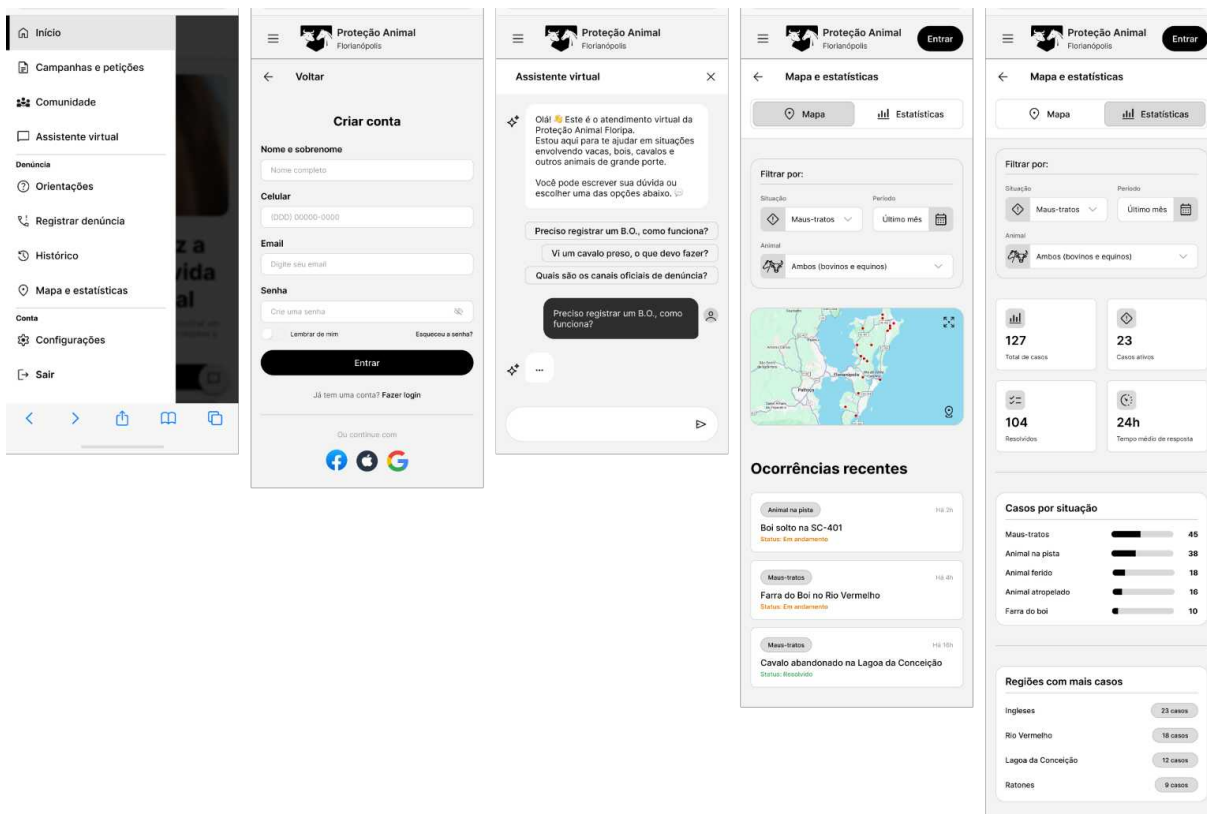 Início
Campanhas e petições
Comunidade
Assistente virtual
Denúncia
Orientações
Registrar denúncia
Histórico
Mapa e estatísticas
Conta
Configurações
Sair
z a
vida
al
Proteção Animal
Florianópolis
Voltar
Criar conta
Nome e sobrenome
Nome completo
Celular
(DDD) 00000-0000
Email
Digite seu email
Senha
Crie uma senha
Lembrar de mim
Esqueceu a senha?
Entrar
Já tem uma conta? Fazer login
Ou continue com
Proteção Animal
Florianópolis
Assistente virtual
Olá! 👋 Este é o atendimento virtual da
Proteção Animal Floripa.
Estou aqui para te ajudar em situações
envolvendo vacas, bois, cavalos e
outros animais de grande porte.
Você pode escrever sua dúvida ou
escolher uma das opções abaixo. 💬
Preciso registrar um B.O., como funciona?
Vi um cavalo preso, o que devo fazer?
Quais são os canais oficiais de denúncia?
Preciso registrar um B.O., como
funciona?
...
Proteção Animal
Florianópolis
Entrar
Mapa e estatísticas
Mapa
Estatísticas
Filtrar por:
Situação
Período
Maus-tratos
Último mês
Animal
Ambos (bovinos e equinos)
Florianópolis
Palhoça
Ocorrências recentes
Animal na pista
Há 2h
Boi solto na SC-401
Status: Em andamento
Maus-tratos
Há 4h
Farra do Boi no Rio Vermelho
Status: Em andamento
Maus-tratos
Há 18h
Cavalo abandonado na Lagoa da Conceição
Status: Resolvido
Proteção Animal
Florianópolis
Entrar
Mapa e estatísticas
Mapa
Estatísticas
Filtrar por:
Situação
Período
Maus-tratos
Último mês
Animal
Ambos (bovinos e equinos)
127
Total de casos
23
Casos ativos
104
Resolvidos
24h
Tempo médio de resposta
Casos por situação
Maus-tratos 45
Animal na pista 38
Animal ferido 18
Animal atropelado 16
Farra do boi 10
Regiões com mais casos
Ingleses 23 casos
Rio Vermelho 18 casos
Lagoa da Conceição 12 casos
Ratones 9 casos